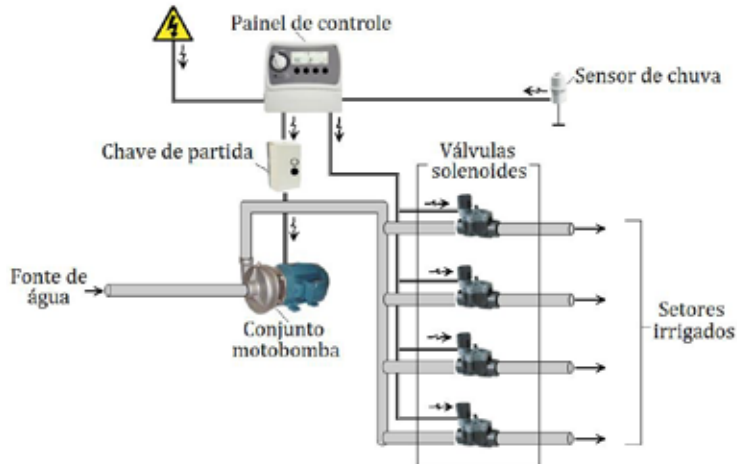 Painel de controle
Sensor de chuva
Chave de partida
Válvulas
solenoides
Fonte de
água
Conjunto
motobomba
Setores
irrigados